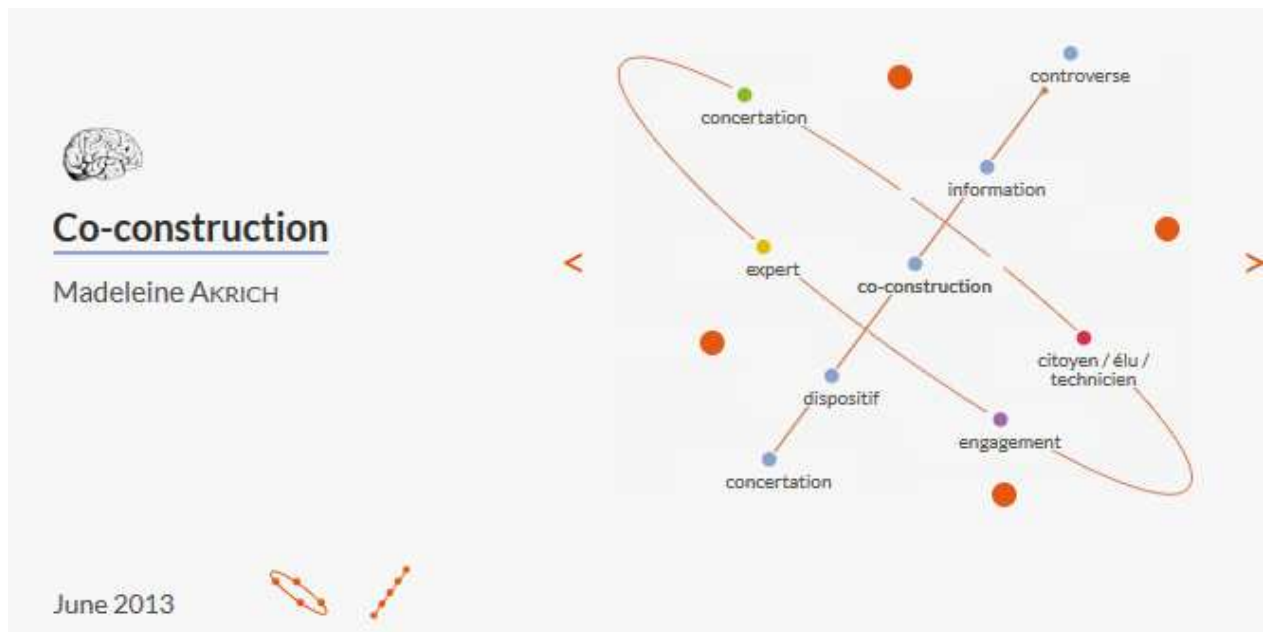 Co-construction
Madeleine AKRICH
June 2013
controverse
concertation
information
<
>
expert
co-construction
citoyen / élu /
technicien
dispositif
engagement
concertation